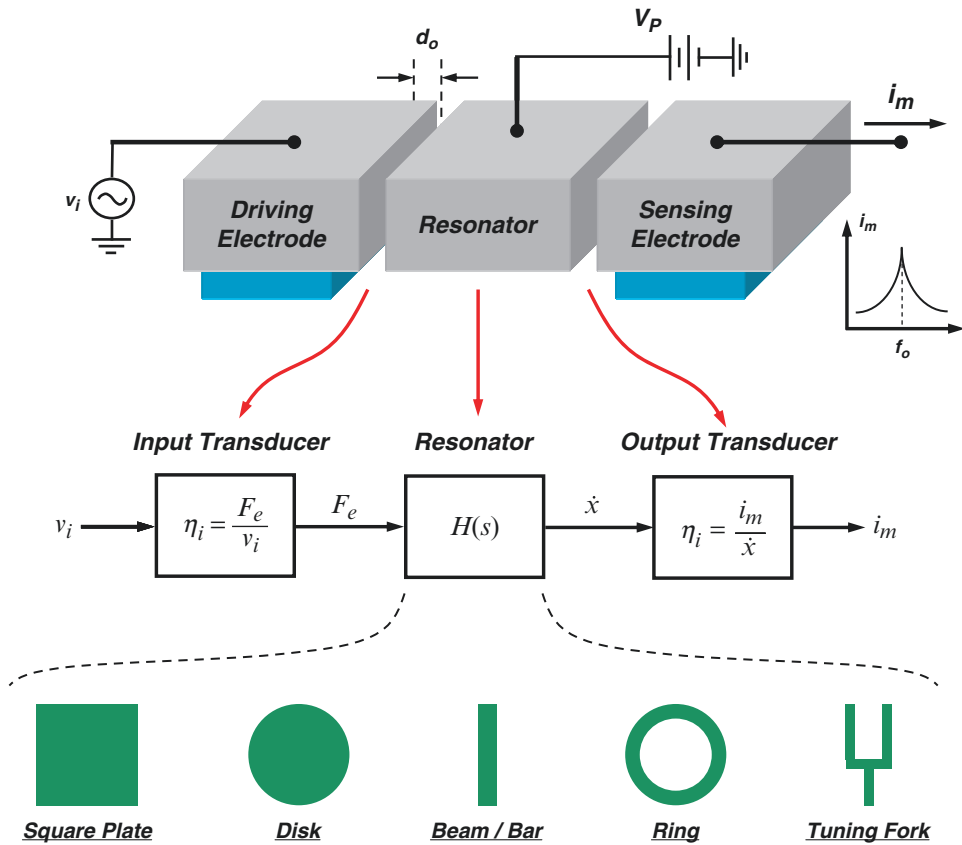 d_o
V_P
i_m
v_i
Driving
Electrode
Resonator
Sensing
Electrode
i_m
f_o
Input Transducer
Resonator
Output Transducer
v_i
η_i = F_e / v_i
F_e
H(s)
ẋ
η_i = i_m / ẋ
i_m
Square Plate
Disk
Beam / Bar
Ring
Tuning Fork